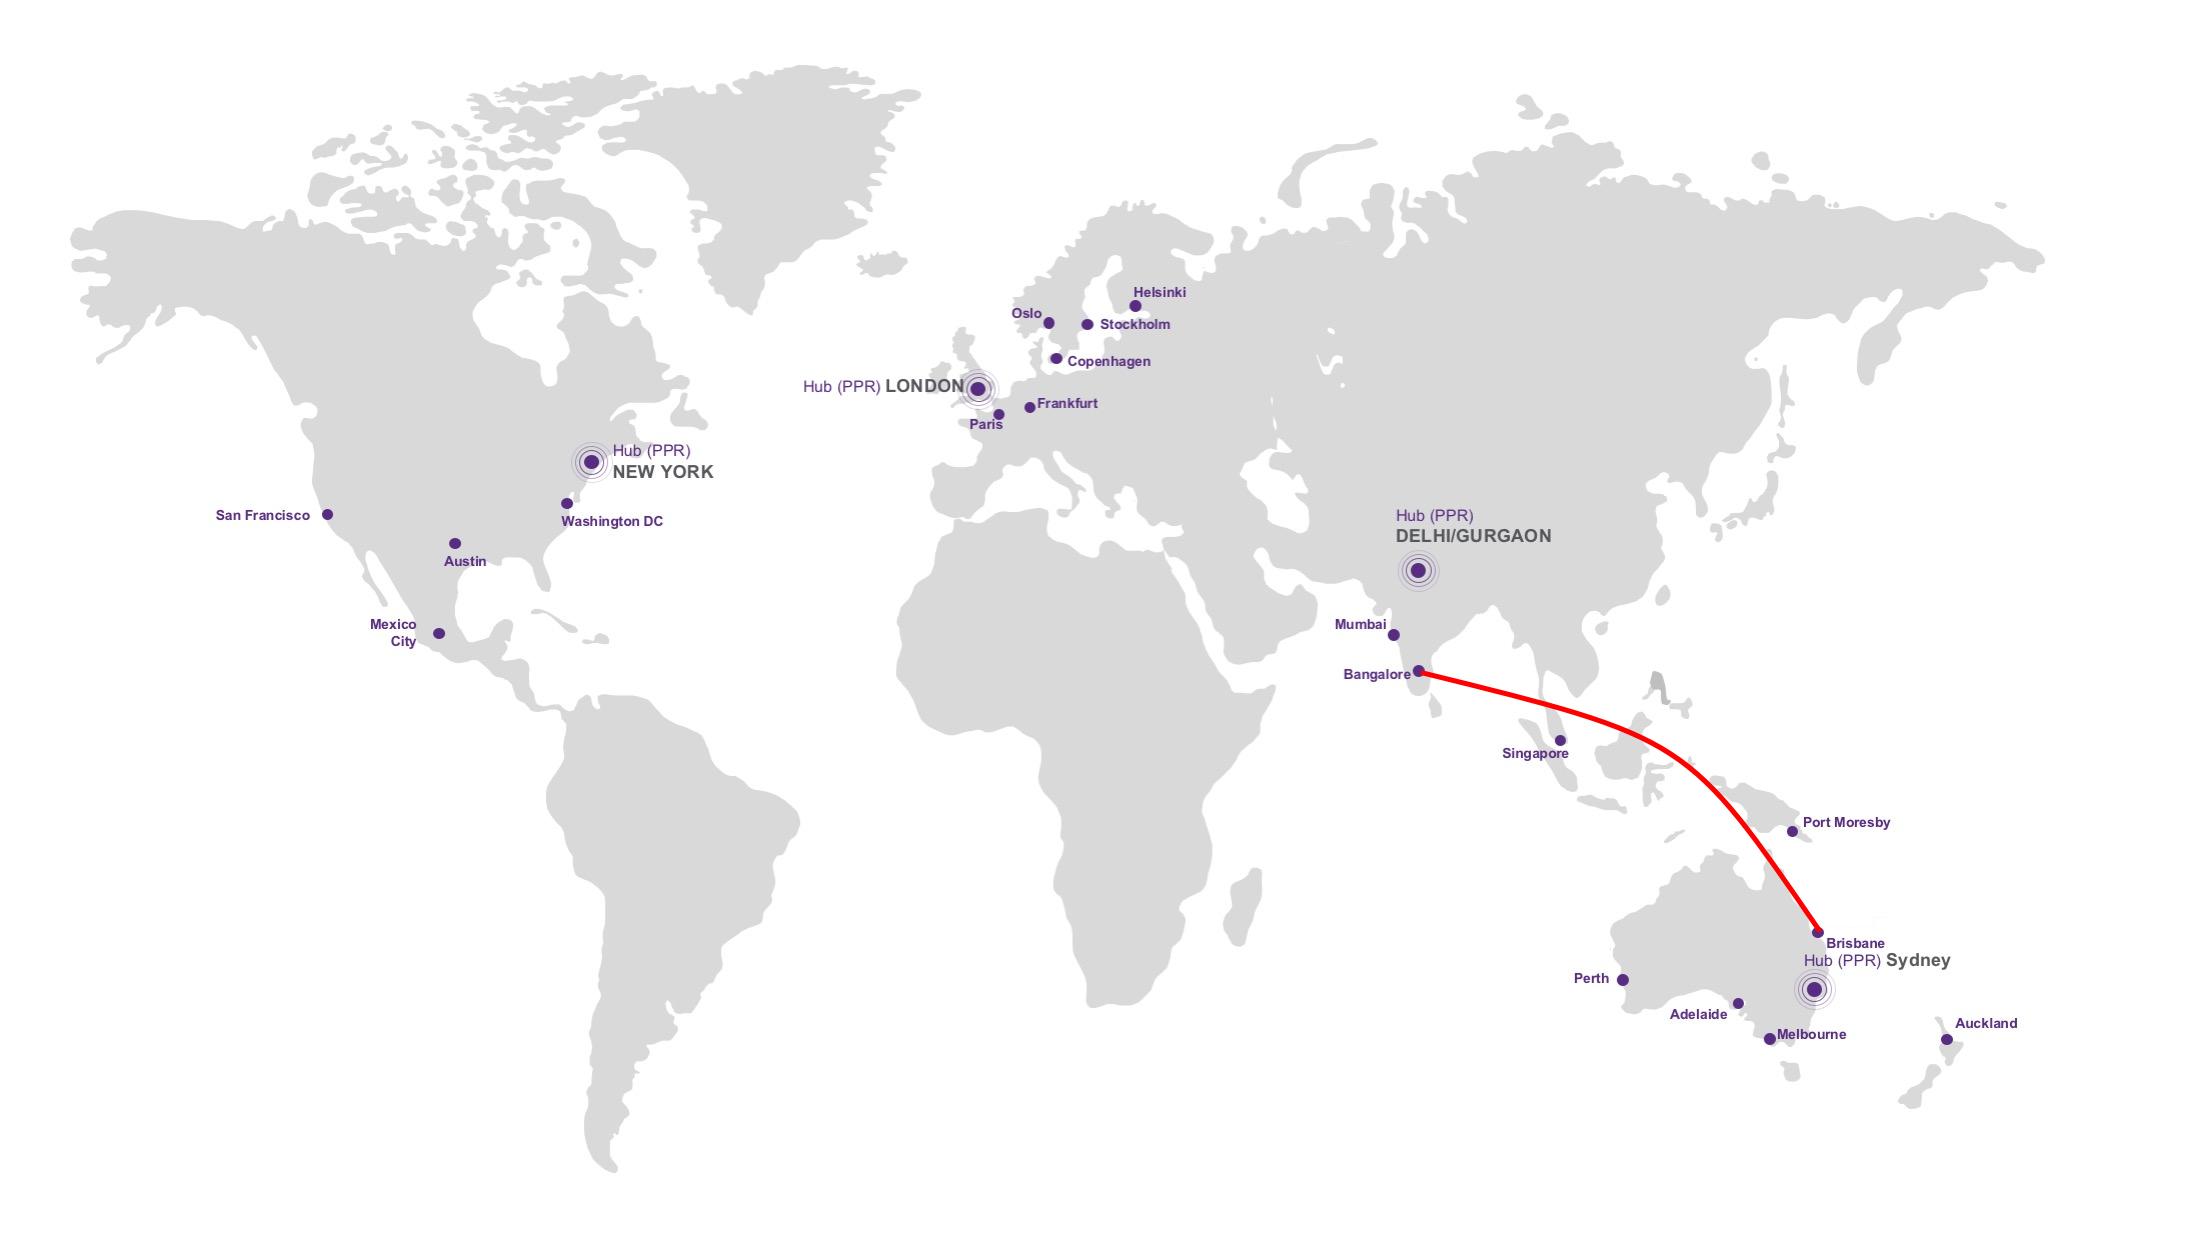 Helsinki
Oslo
Stockholm
Copenhagen
Hub (PPR) LONDON
Frankfurt
Paris
Hub (PPR)
NEW YORK
San Francisco
Washington DC
Austin
Hub (PPR)
DELHI/GURGAON
Mexico
City
Mumbai
Bangalore
Singapore
Port Moresby
Brisbane
Hub (PPR) Sydney
Perth
Adelaide
Auckland
Melbourne